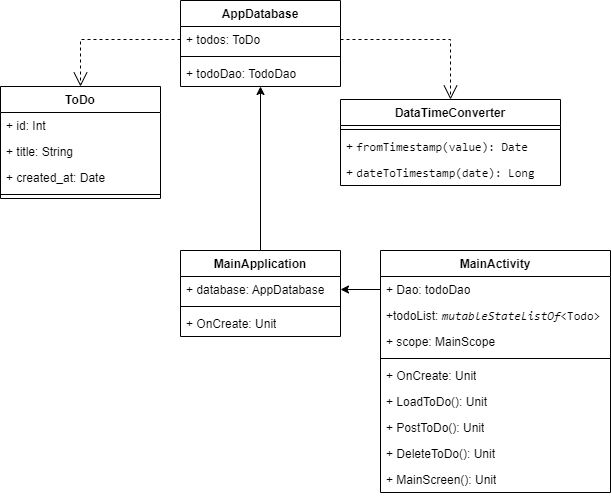 AppDatabase
+ todos: ToDo
+ todoDao: TodoDao
ToDo
+ id: Int
+ title: String
+ created_at: Date
DataTimeConverter
+ fromTimestamp(value): Date
+ dateToTimestamp(date): Long
MainApplication
+ database: AppDatabase
+ OnCreate: Unit
MainActivity
+ Dao: todoDao
+todoList: mutableStateListOf<Todo>
+ scope: MainScope
+ OnCreate: Unit
+ LoadToDo(): Unit
+ PostToDo(): Unit
+ DeleteToDo(): Unit
+ MainScreen(): Unit